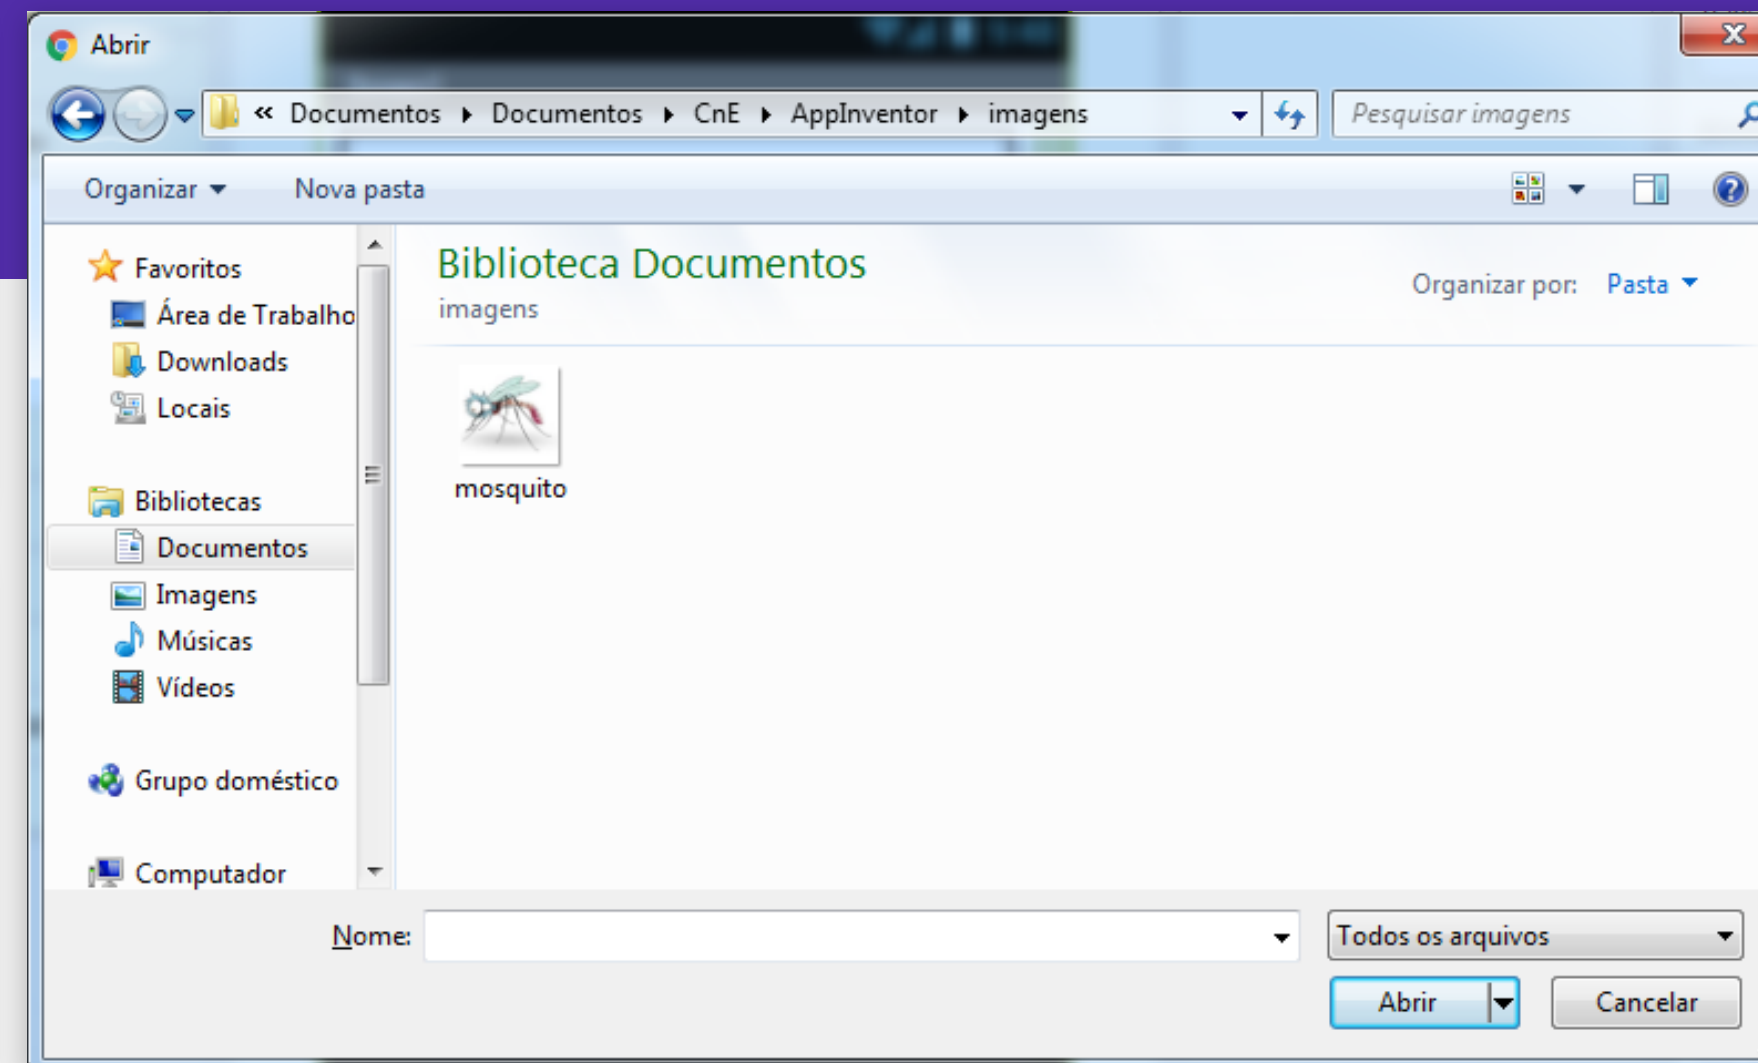 Abrir
« Documentos Documentos CnE AppInventor imagens
Pesquisar imagens
Organizar
Nova pasta
Favoritos
Área de Trabalho
Downloads
Locais
Bibliotecas
Documentos
Imagens
Músicas
Vídeos
Grupo doméstico
Computador
Biblioteca Documentos
imagens
Organizar por: Pasta
mosquito
Nome:
Todos os arquivos
Abrir
Cancelar